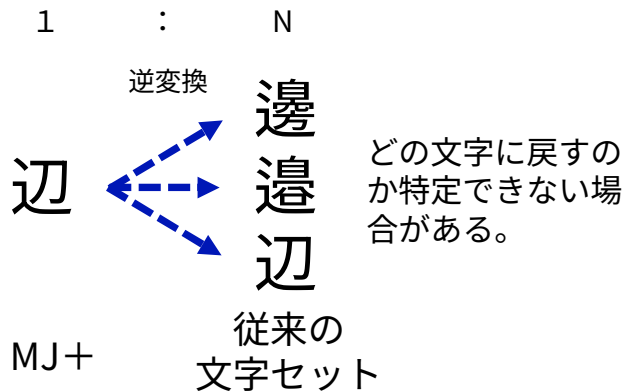 １　：　N
逆変換
辺
邊
邉
辺
どの文字に戻すの
か特定できない場
合がある。
MJ＋
従来の
文字セット